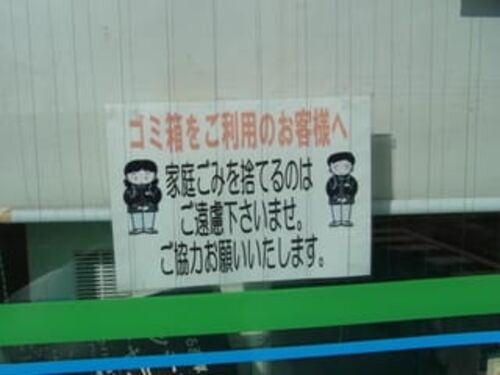 ゴミ箱をご利用のお客様へ
家庭ごみを捨てるのは
ご遠慮下さいませ。
ご協力お願いいたします。